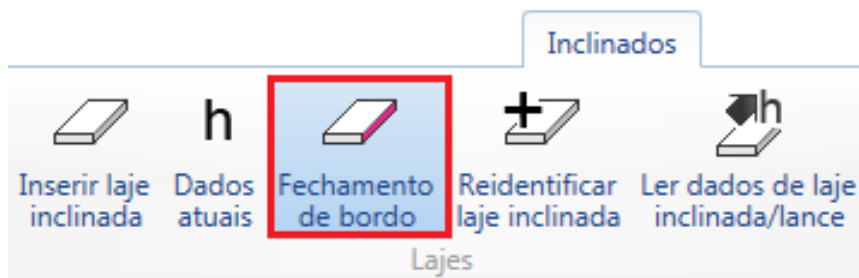 Inclinados
h
h
Inserir laje
inclinada
Dados
atuais
Fechamento
de bordo
Reidentificar
laje inclinada
Ler dados de laje
inclinada/lance
Lajes